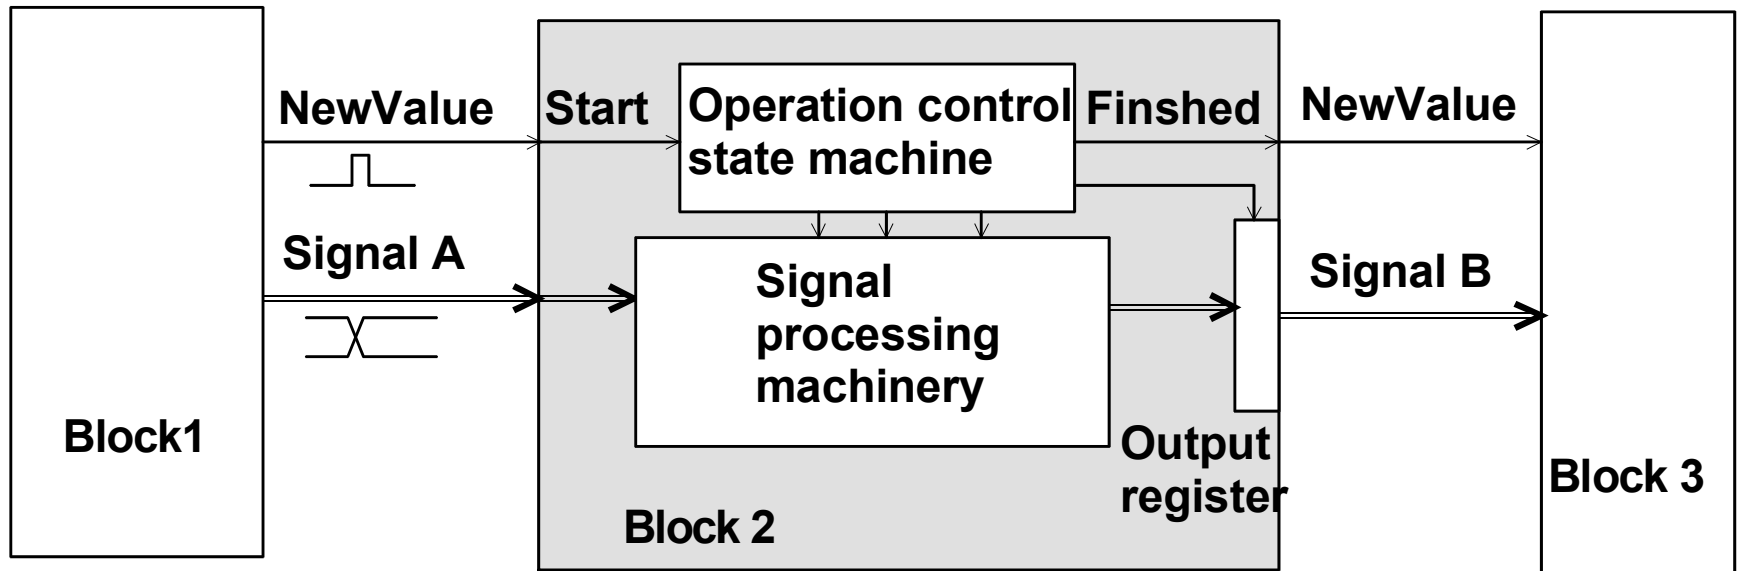 NewValue
Start
Operation control
state machine
Finshed
NewValue
Signal A
Signal
processing
machinery
Signal B
Block1
Output
register
Block 3
Block 2